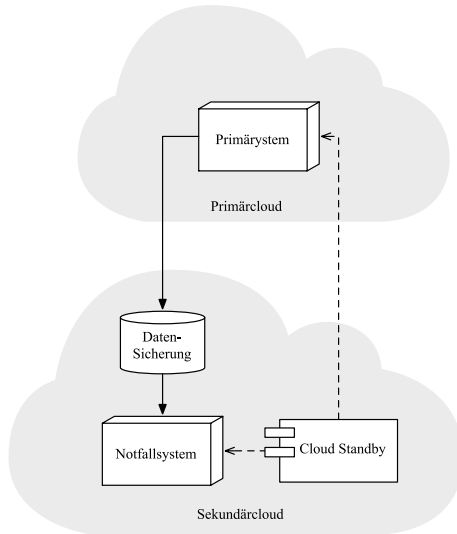 Primärystem
Primärcloud
Daten-
Sicherung
Notfallsystem
Cloud Standby
Sekundärcloud